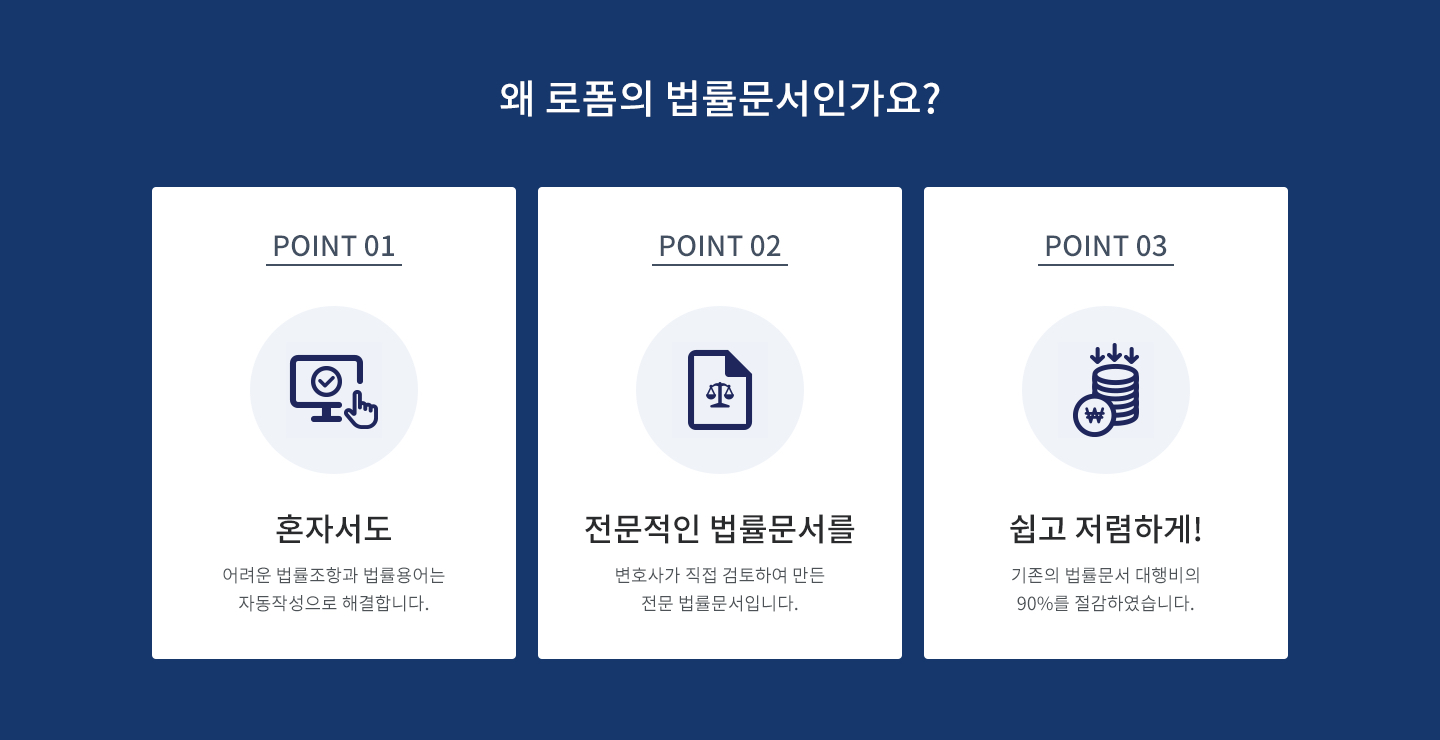 왜 로폼의 법률문서인가요?
POINT 01
혼자서도
어려운 법률조항과 법률용어는
자동작성으로 해결합니다.
POINT 02
전문적인 법률문서를
변호사가 직접 검토하여 만든
전문 법률문서입니다.
POINT 03
₩
쉽고 저렴하게!
기존의 법률문서 대행비의
90%를 절감하였습니다.